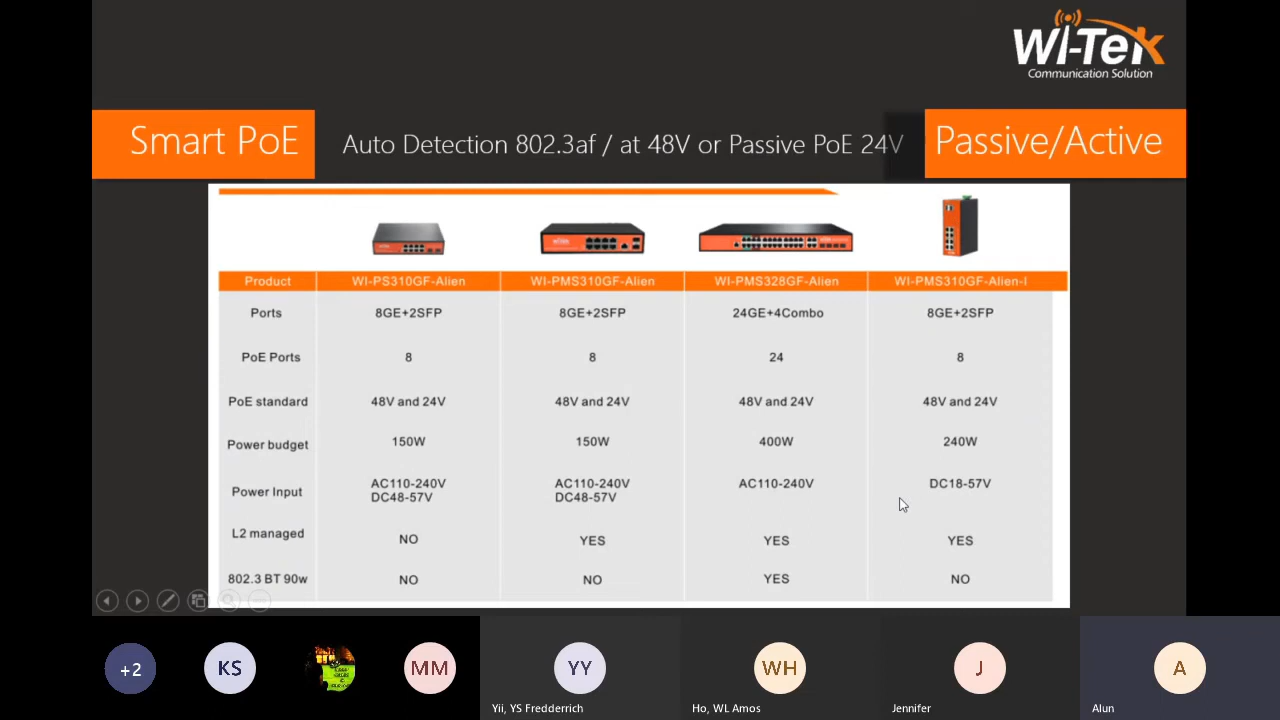 WI-TEK
Communication Solution
Smart PoE
Auto Detection 802.3af / at 48V or Passive PoE 24V
Passive/Active
Product WI-PS310GF-Alien WI-PMS310GF-Alien WI-PMS328GF-Alien WI-PMS310GF-Alien-I
Ports 8GE+2SFP 8GE+2SFP 24GE+4Combo 8GE+2SFP
PoE Ports 8 8 24 8
PoE standard 48V and 24V 48V and 24V 48V and 24V 48V and 24V
Power budget 150W 150W 400W 240W
Power Input AC110-240V DC48-57V AC110-240V DC48-57V AC110-240V DC18-57V
L2 managed NO YES YES YES
802.3 BT 90w NO NO YES NO
+2
KS
MM
YY
WH
J
A
Yii, YS Fredderrich
Ho, WL Amos
Jennifer
Alun